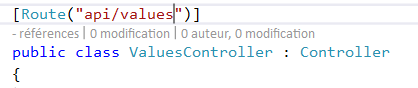 [Route("api/values")]
- références | 0 modification | 0 auteur, 0 modification
public class ValuesController : Controller
{